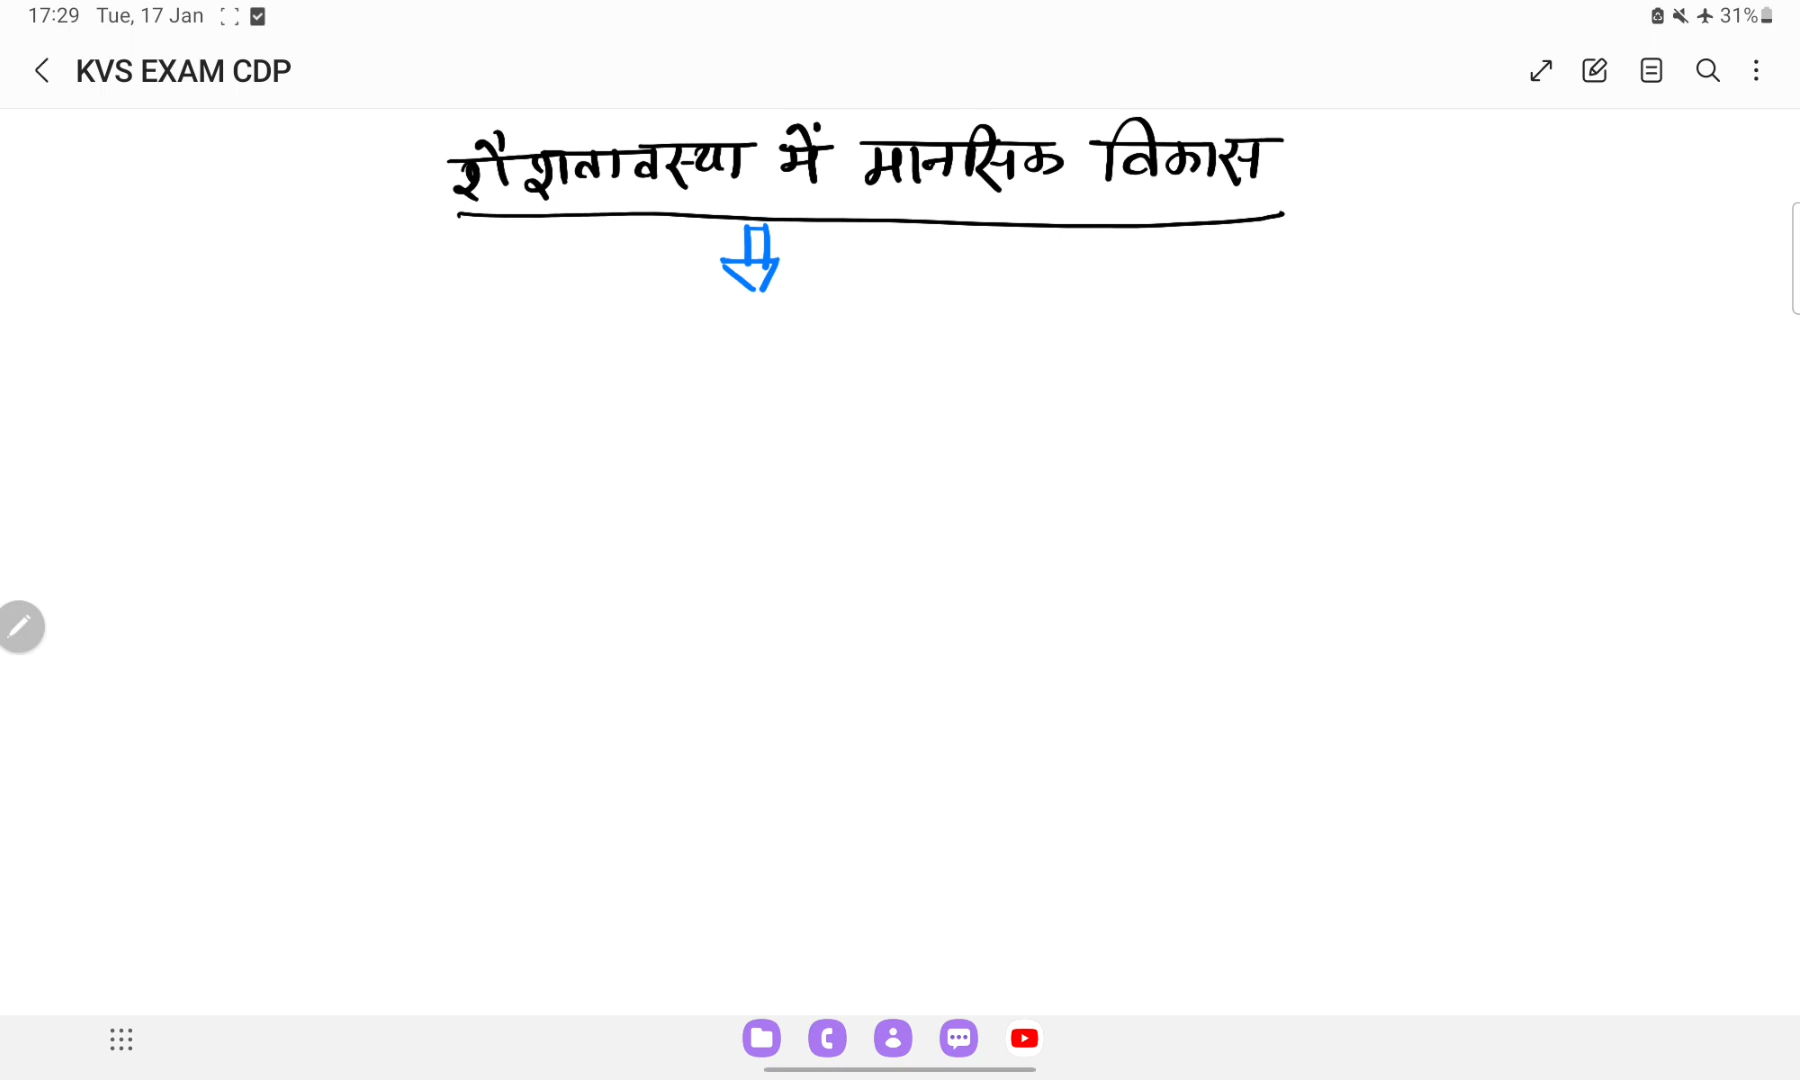 17:29 Tue, 17 Jan 31%
KVS EXAM CDP
शैशवावस्था में मानसिक विकास